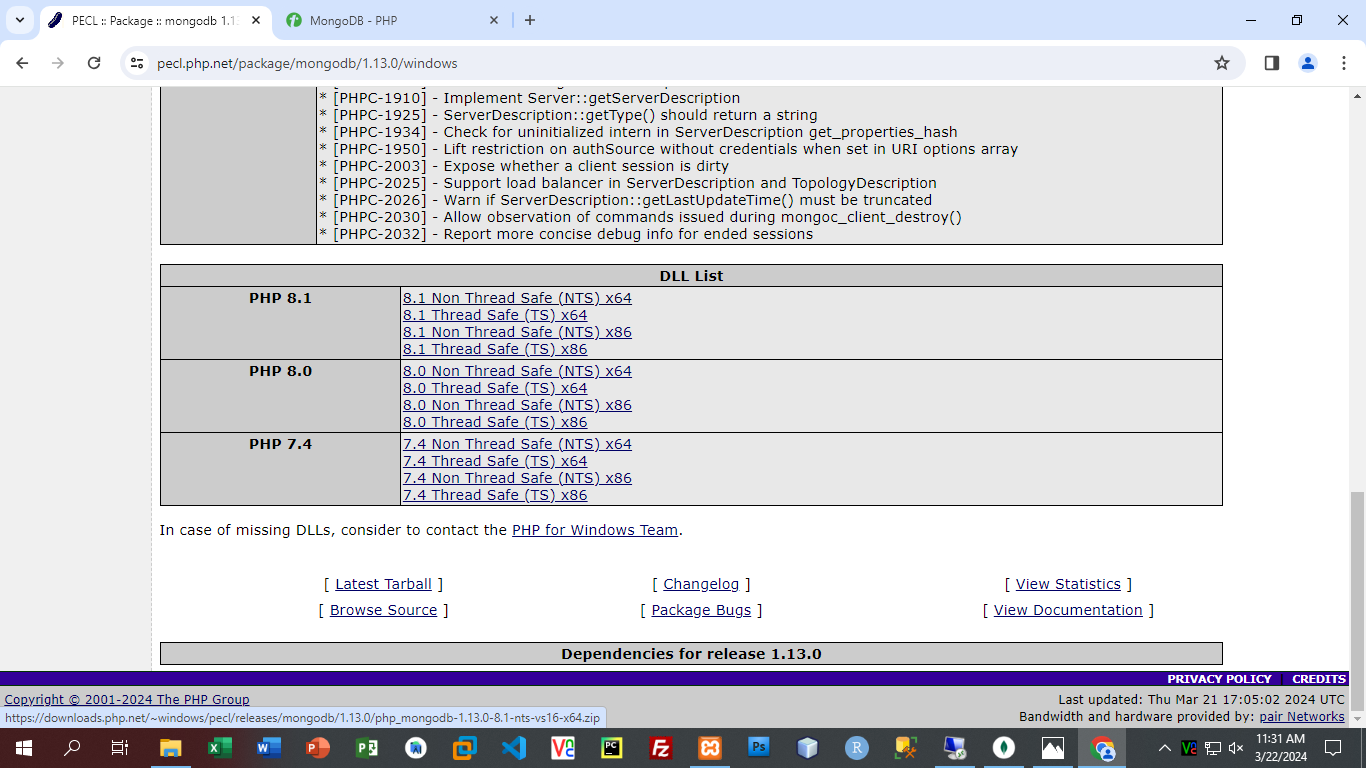 PECL :: Package :: mongodb 1.13
MongoDB - PHP
pecl.php.net/package/mongodb/1.13.0/windows
* [PHPC-1910] - Implement Server::getServerDescription
* [PHPC-1925] - ServerDescription::getType() should return a string
* [PHPC-1934] - Check for uninitialized intern in ServerDescription get_properties_hash
* [PHPC-1950] - Lift restriction on authSource without credentials when set in URI options array
* [PHPC-2003] - Expose whether a client session is dirty
* [PHPC-2025] - Support load balancer in ServerDescription and TopologyDescription
* [PHPC-2026] - Warn if ServerDescription::getLastUpdateTime() must be truncated
* [PHPC-2030] - Allow observation of commands issued during mongoc_client_destroy()
* [PHPC-2032] - Report more concise debug info for ended sessions
DLL List
PHP 8.1
8.1 Non Thread Safe (NTS) x64
8.1 Thread Safe (TS) x64
8.1 Non Thread Safe (NTS) x86
8.1 Thread Safe (TS) x86
PHP 8.0
8.0 Non Thread Safe (NTS) x64
8.0 Thread Safe (TS) x64
8.0 Non Thread Safe (NTS) x86
8.0 Thread Safe (TS) x86
PHP 7.4
7.4 Non Thread Safe (NTS) x64
7.4 Thread Safe (TS) x64
7.4 Non Thread Safe (NTS) x86
7.4 Thread Safe (TS) x86
In case of missing DLLs, consider to contact the PHP for Windows Team.
[ Latest Tarball ] [ Changelog ] [ View Statistics ]
[ Browse Source ] [ Package Bugs ] [ View Documentation ]
Dependencies for release 1.13.0
PRIVACY POLICY | CREDITS
Copyright © 2001-2024 The PHP Group
Last updated: Thu Mar 21 17:05:02 2024 UTC
Bandwidth and hardware provided by: pair Networks
https://downloads.php.net/~windows/pecl/releases/mongodb/1.13.0/php_mongodb-1.13.0-8.1-nts-vs16-x64.zip
11:31 AM
3/22/2024